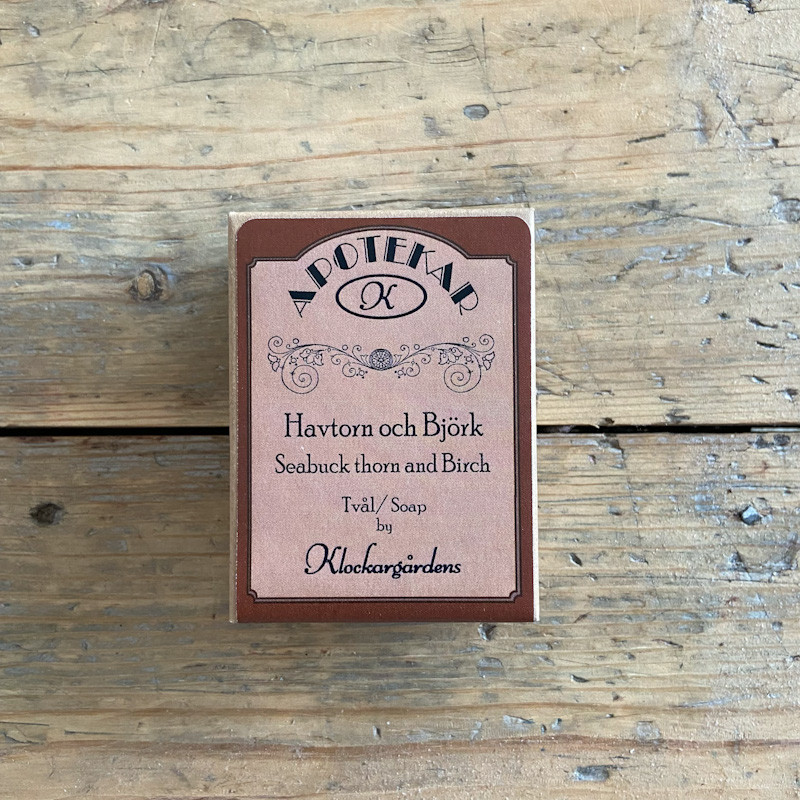 APOTEKAR
K
Havtorn och Björk
Seabuck thorn and Birch
Tvål/Soap
by
Klockargårdens